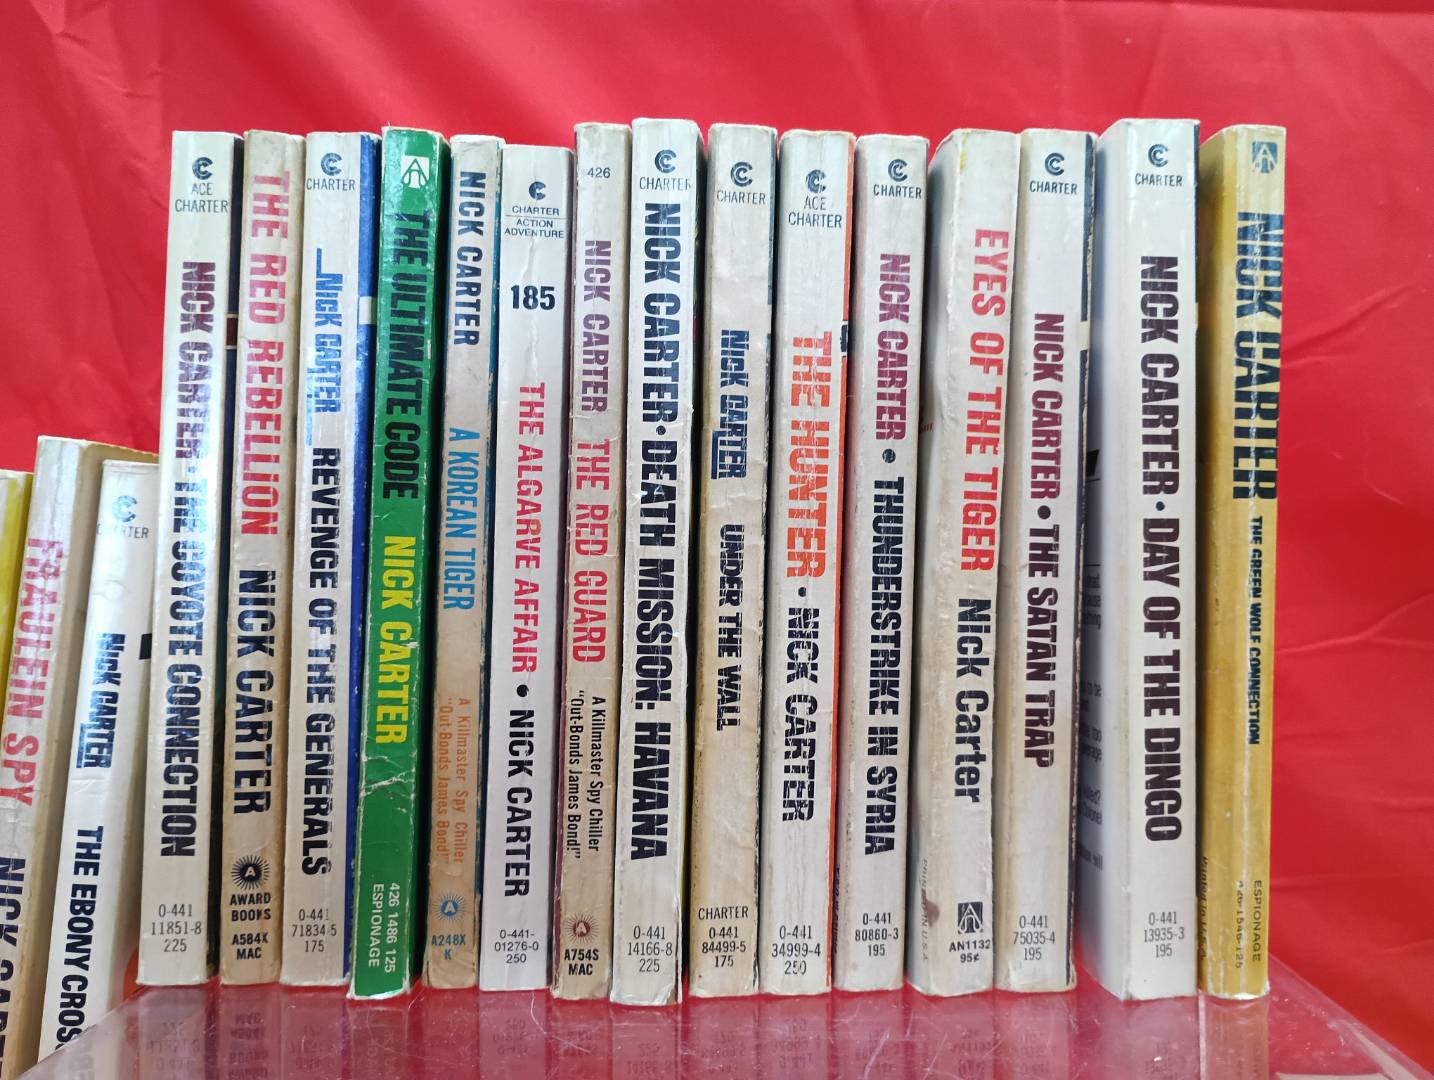 FRAULEIN SPY
NICK CARTER
CHARTER
NICK CARTER
THE EBONY CROSS
ACE
CHARTER
NICK CARTER • THE COYOTE CONNECTION
0-441
11851-8
225
THE RED REBELLION NICK CARTER
A
AWARD
BOOKS
A584X
MAC
CHARTER
NICK CARTER REVENGE OF THE GENERALS
0-441
71834-5
175
THE ULTIMATE CODE NICK CARTER
426 1486 125
ESPIONAGE
NICK CARTER A KOREAN TIGER
A Killmaster Spy Chiller
"Out-Bonds James Bond!"
A
A248X
K
CHARTER
ACTION
ADVENTURE
185
THE ALGARVE AFFAIR • NICK CARTER
0-441-
01276-0
250
426
NICK CARTER THE RED GUARD
A Killmaster Spy Chiller
"Out-Bonds James Bond!"
A
A754S
MAC
CHARTER
NICK CARTER • DEATH MISSION: HAVANA
0-441
14166-8
225
CHARTER
NICK CARTER UNDER THE WALL
CHARTER
0-441
84499-5
175
ACE
CHARTER
THE HUNTER • NICK CARTER
0-441
34999-4
250
CHARTER
NICK CARTER • THUNDERSTRIKE IN SYRIA
0-441
80860-3
195
EYES OF THE TIGER Nick Carter
AN1132
95¢
CHARTER
NICK CARTER • THE SATAN TRAP
0-441
75035-4
195
CHARTER
NICK CARTER • DAY OF THE DINGO
0-441
13935-3
195
NICK CARTER THE GREEN WOLF CONNECTION
ESPIONAGE
426-1546-125